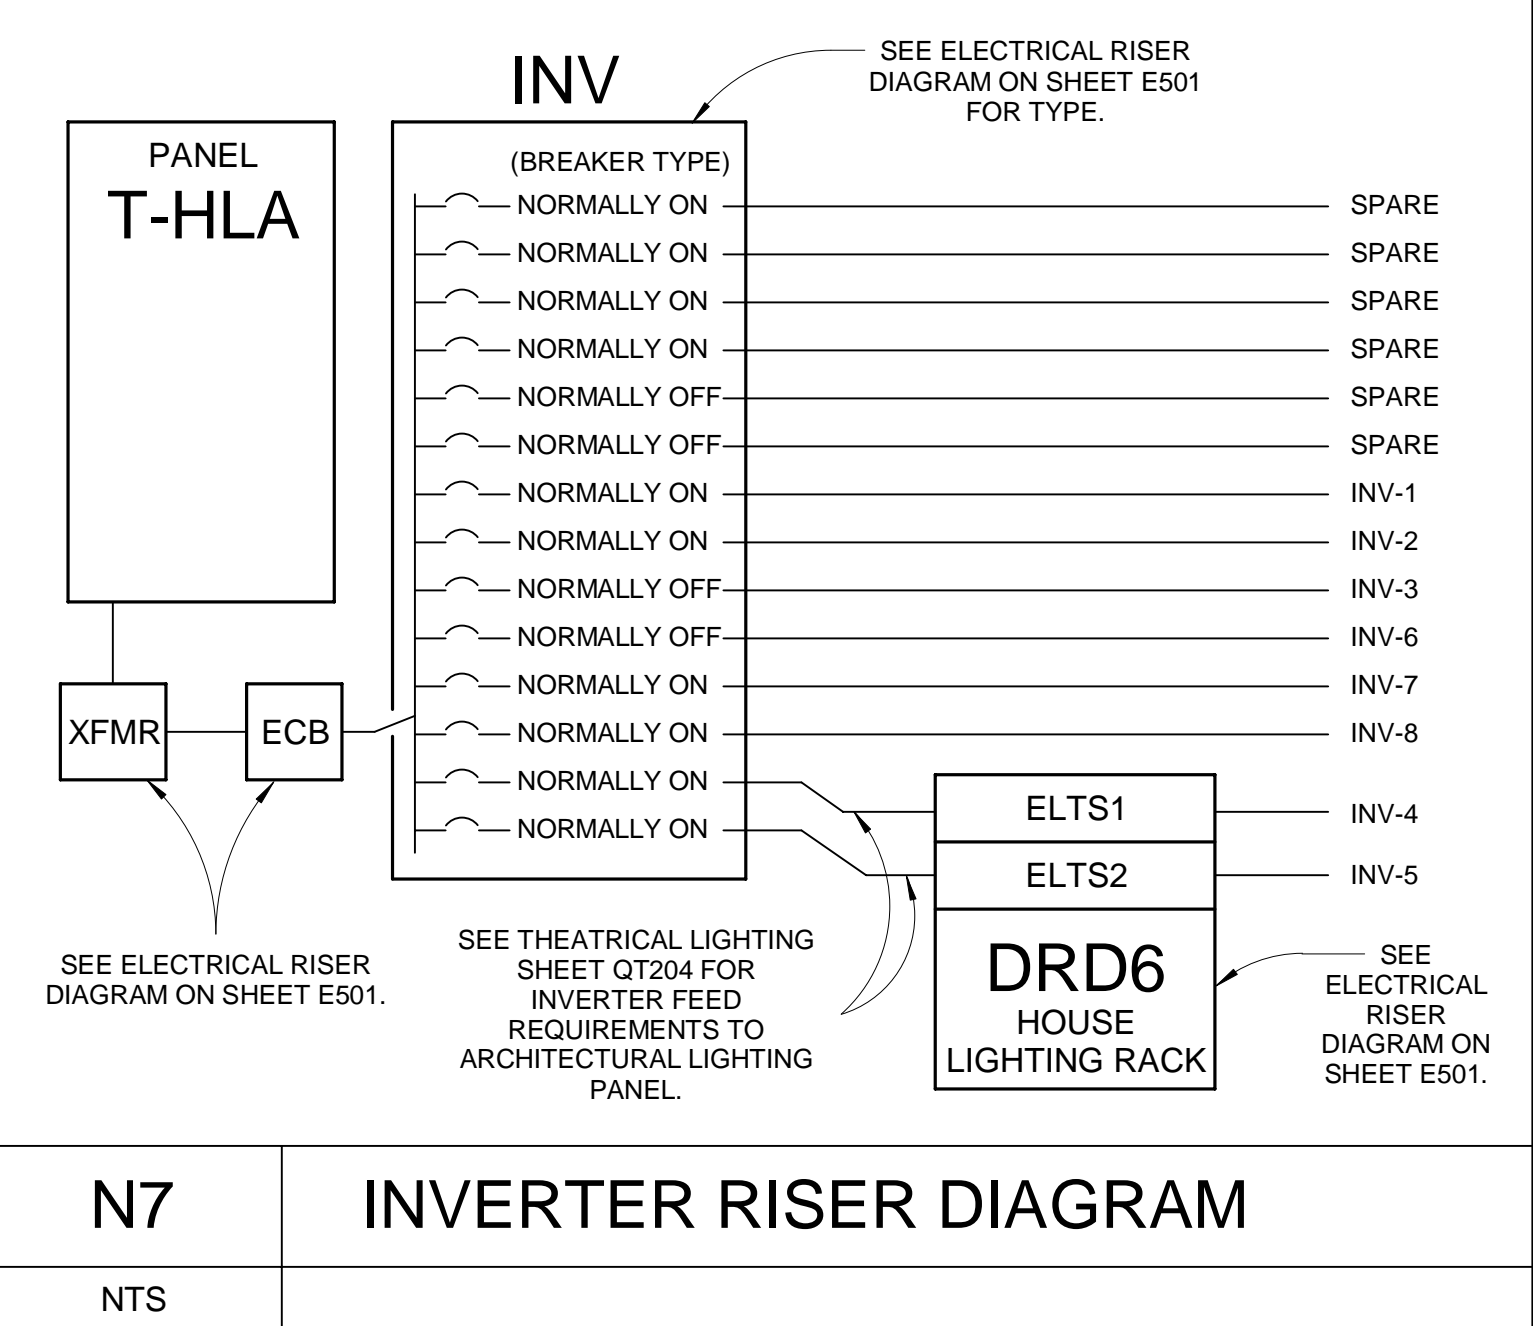 INV
SEE ELECTRICAL RISER
DIAGRAM ON SHEET E501
FOR TYPE.
PANEL
T-HLA
(BREAKER TYPE)
NORMALLY ON SPARE
NORMALLY ON SPARE
NORMALLY ON SPARE
NORMALLY ON SPARE
NORMALLY OFF SPARE
NORMALLY OFF SPARE
NORMALLY ON INV-1
NORMALLY ON INV-2
NORMALLY OFF INV-3
NORMALLY OFF INV-6
NORMALLY ON INV-7
XFMR ECB NORMALLY ON INV-8
NORMALLY ON ELTS1 INV-4
NORMALLY ON ELTS2 INV-5
SEE ELECTRICAL RISER
DIAGRAM ON SHEET E501.
SEE THEATRICAL LIGHTING
SHEET QT204 FOR
INVERTER FEED
REQUIREMENTS TO
ARCHITECTURAL LIGHTING
PANEL.
DRD6
HOUSE
LIGHTING RACK
SEE
ELECTRICAL
RISER
DIAGRAM ON
SHEET E501.
N7 INVERTER RISER DIAGRAM
NTS